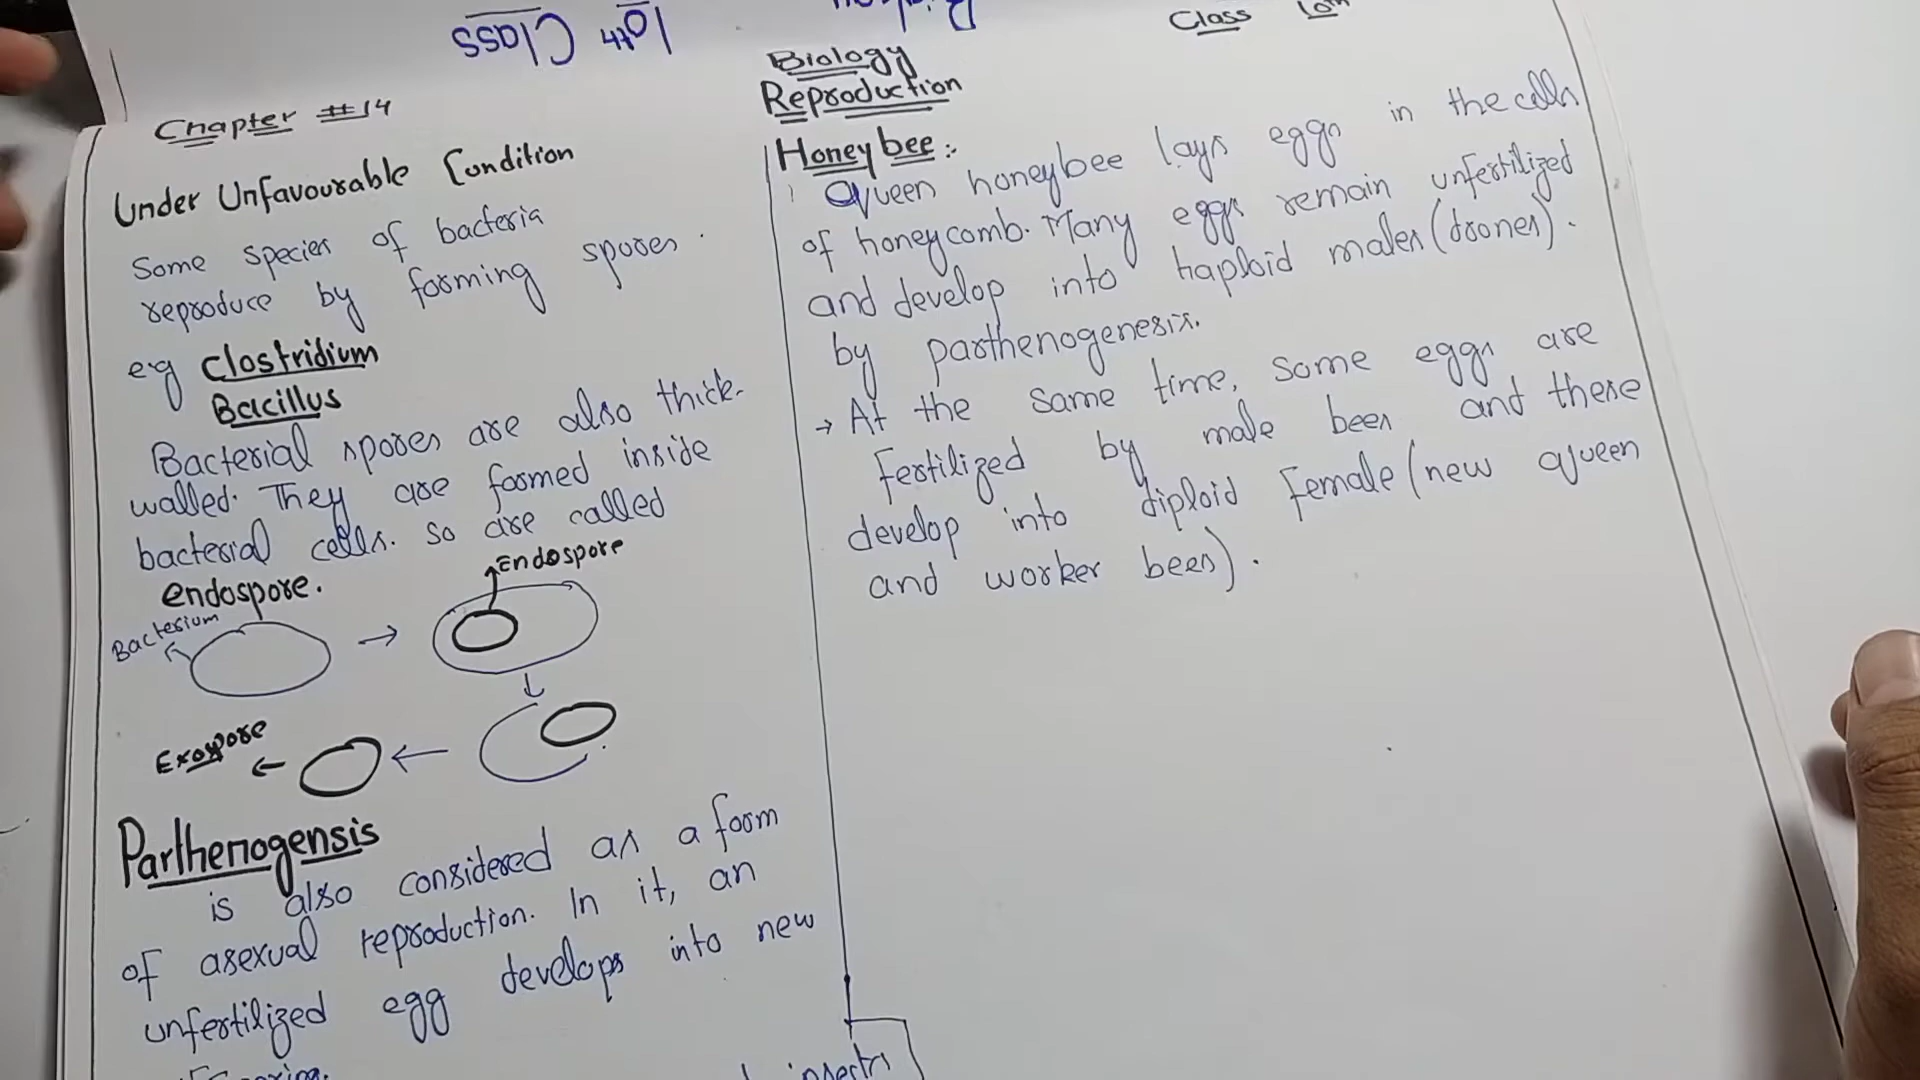 10th Class
Class 10th
Biology
Reproduction
Chapter #14
Under Unfavourable Condition
Some species of bacteria
reproduce by forming spores.
eg Clostridium
Bacillus
Bacterial spores are also thick-
walled. They are formed inside
bacterial cells. so are called
endospore.
Bacterium
Endospore
Exospore
Parthenogensis
is also considered as a form
of asexual reproduction. In it, an
unfertilized egg develops into new
insects
Honeybee:-
Queen honeybee lays eggs in the cells
of honeycomb. Many eggs remain unfertilized
and develop into haploid males (drones).
by parthenogenesis.
→ At the same time, some eggs are
Fertilized by male bees and these
develop into diploid Female (new queen
and worker bees).